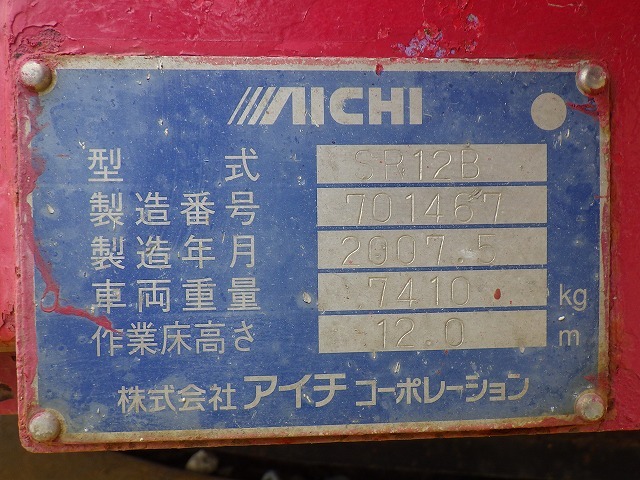 AICHI
型式 SR12B
製造番号 701467
製造年月 2007.5
車両重量 7410 kg
作業床高さ 12.0 m
株式会社 アイチ コーポレーション